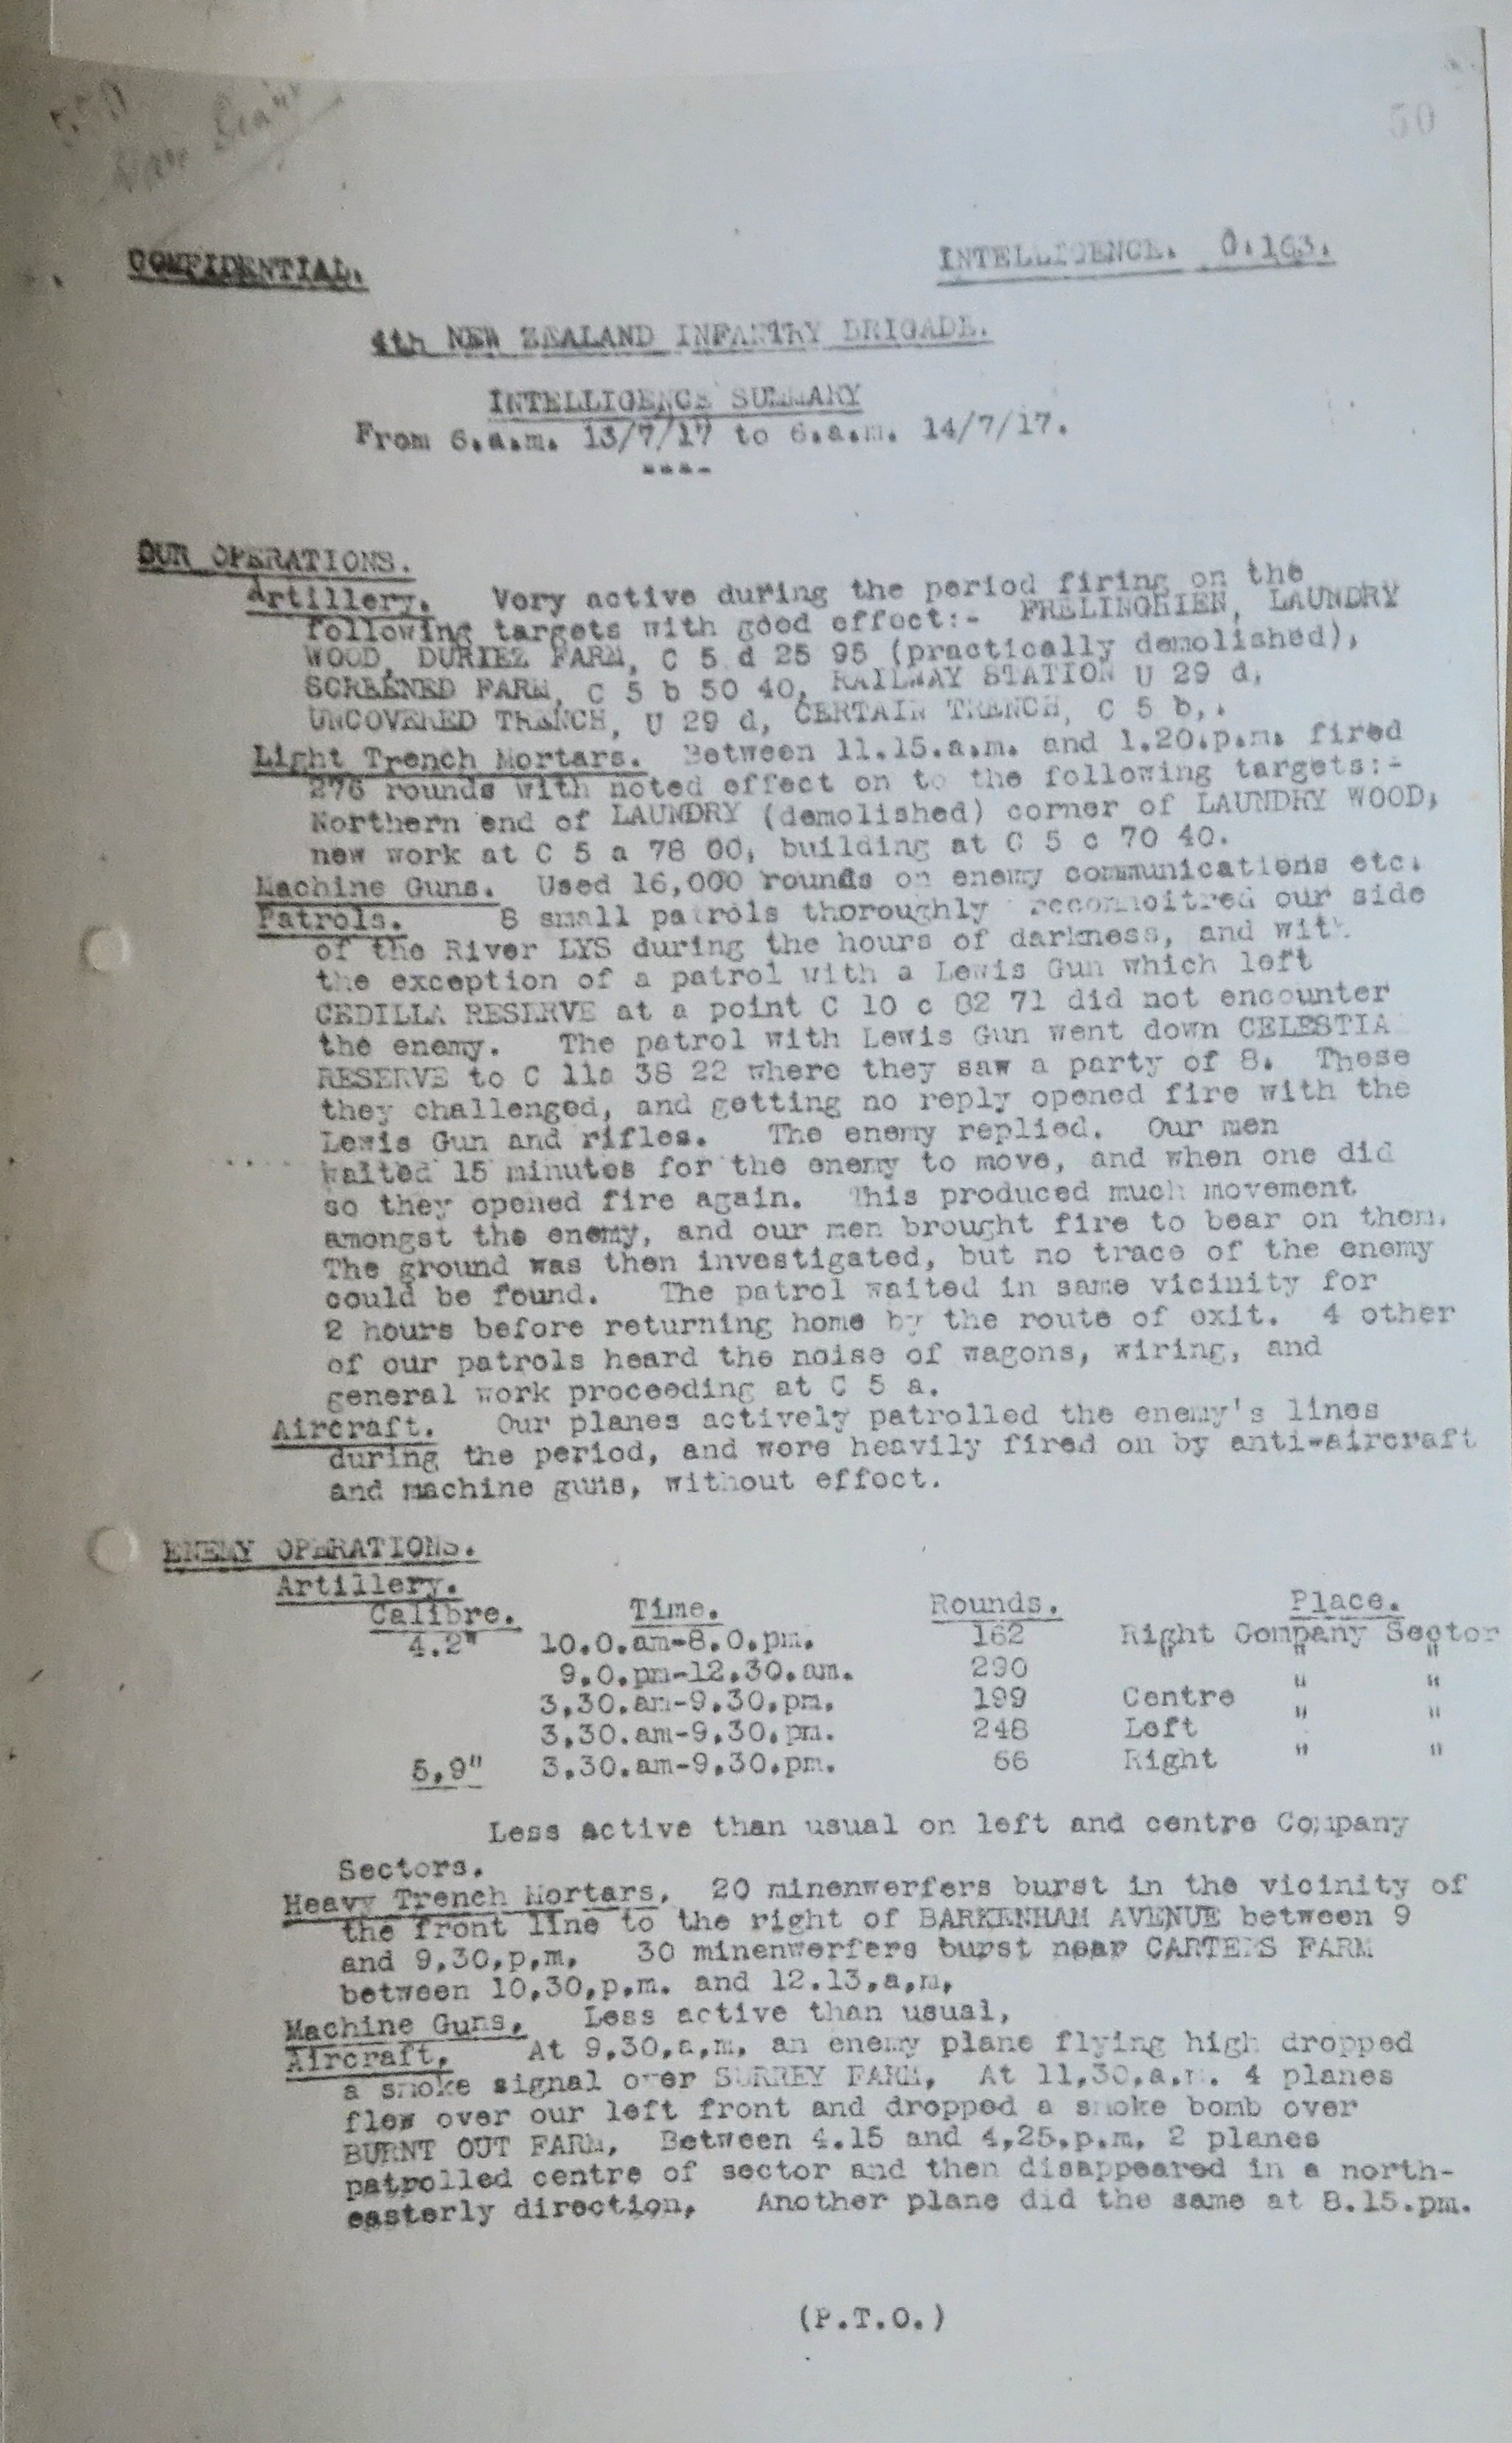 50
CONFIDENTIAL.
INTELLIGENCE. O.163.
4th NEW ZEALAND INFANTRY BRIGADE.
INTELLIGENCE SUMMARY
From 6.a.m. 13/7/17 to 6.a.m. 14/7/17.
----
OUR OPERATIONS.
Artillery. Very active during the period firing on the
following targets with good effect:- FRELINGHIEN, LAUNDRY
WOOD, DURIEZ FARM, C 5 d 25 95 (practically demolished),
SCREENED FARM, C 5 b 50 40, RAILWAY STATION U 29 d,
UNCOVERED TRENCH, U 29 d, CERTAIN TRENCH, C 5 b,.
Light Trench Mortars. Between 11.15.a.m. and 1.20.p.m. fired
276 rounds with noted effect on to the following targets:-
Northern end of LAUNDRY (demolished) corner of LAUNDRY WOOD,
new work at C 5 a 78 00, building at C 5 c 70 40.
Machine Guns. Used 16,000 rounds on enemy communications etc.
Patrols. 8 small patrols thoroughly reconnoitred our side
of the River LYS during the hours of darkness, and with
the exception of a patrol with a Lewis Gun which left
CEDILLA RESERVE at a point C 10 c 82 71 did not encounter
the enemy. The patrol with Lewis Gun went down CELESTIA
RESERVE to C 11a 38 22 where they saw a party of 8. These
they challenged, and getting no reply opened fire with the
Lewis Gun and rifles. The enemy replied. Our men
waited 15 minutes for the enemy to move, and when one did
so they opened fire again. This produced much movement
amongst the enemy, and our men brought fire to bear on them.
The ground was then investigated, but no trace of the enemy
could be found. The patrol waited in same vicinity for
2 hours before returning home by the route of exit. 4 other
of our patrols heard the noise of wagons, wiring, and
general work proceeding at C 5 a.
Aircraft. Our planes actively patrolled the enemy's lines
during the period, and were heavily fired on by anti-aircraft
and machine guns, without effect.
ENEMY OPERATIONS.
Artillery.
Calibre. Time. Rounds. Place.
4.2" 10.0.am-8.0.pm. 162 Right Company Sector
9.0.pm-12.30.am. 290 " " "
3.30.am-9.30.pm. 199 Centre " "
3.30.am-9.30.pm. 248 Left " "
5.9" 3.30.am-9.30.pm. 66 Right " "
Less active than usual on left and centre Company
Sectors.
Heavy Trench Mortars. 20 minenwerfers burst in the vicinity of
the front line to the right of BARKENHAM AVENUE between 9
and 9.30.p.m. 30 minenwerfers burst near CARTERS FARM
between 10.30.p.m. and 12.13.a.m.
Machine Guns. Less active than usual.
Aircraft. At 9.30.a.m. an enemy plane flying high dropped
a smoke signal over SURREY FARM. At 11.30.a.m. 4 planes
flew over our left front and dropped a smoke bomb over
BURNT OUT FARM. Between 4.15 and 4.25.p.m. 2 planes
patrolled centre of sector and then disappeared in a north-
easterly direction. Another plane did the same at 8.15.pm.
(P.T.O.)